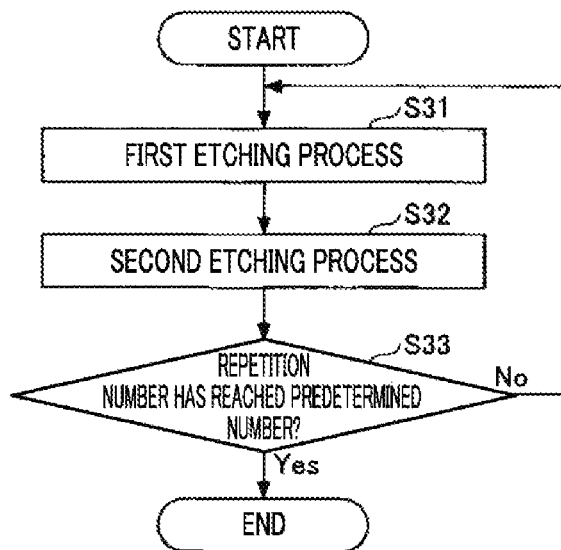 START
S31
FIRST ETCHING PROCESS
S32
SECOND ETCHING PROCESS
S33
REPETITION
NUMBER HAS REACHED PREDETERMINED
NUMBER?
No
Yes
END